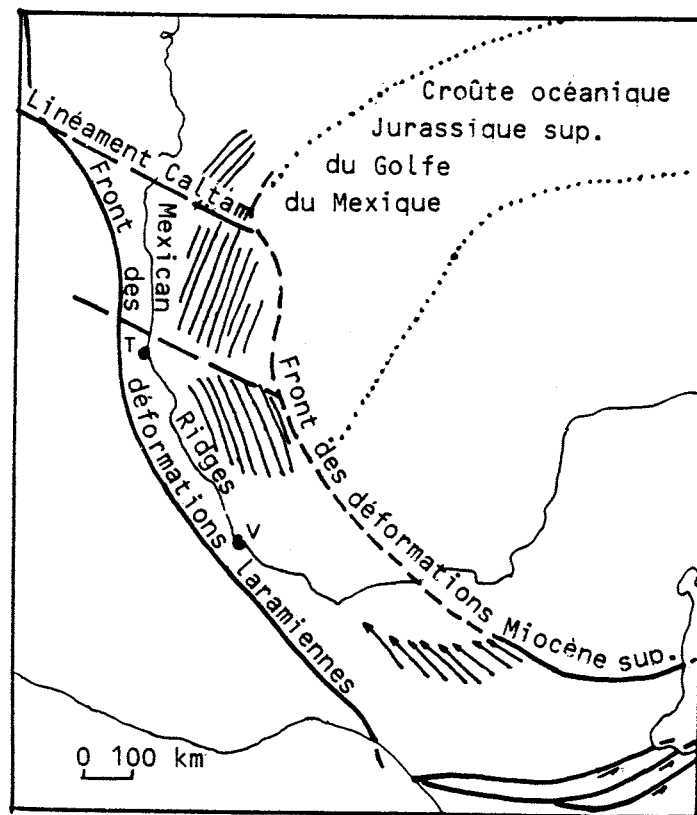 Croûte océanique
Jurassique sup.
du Golfe
du Mexique
Linéament Caltam
Front des déformations laramiennes
Mexican Ridges
T
Front des déformations Miocène sup.
V
0 100 km